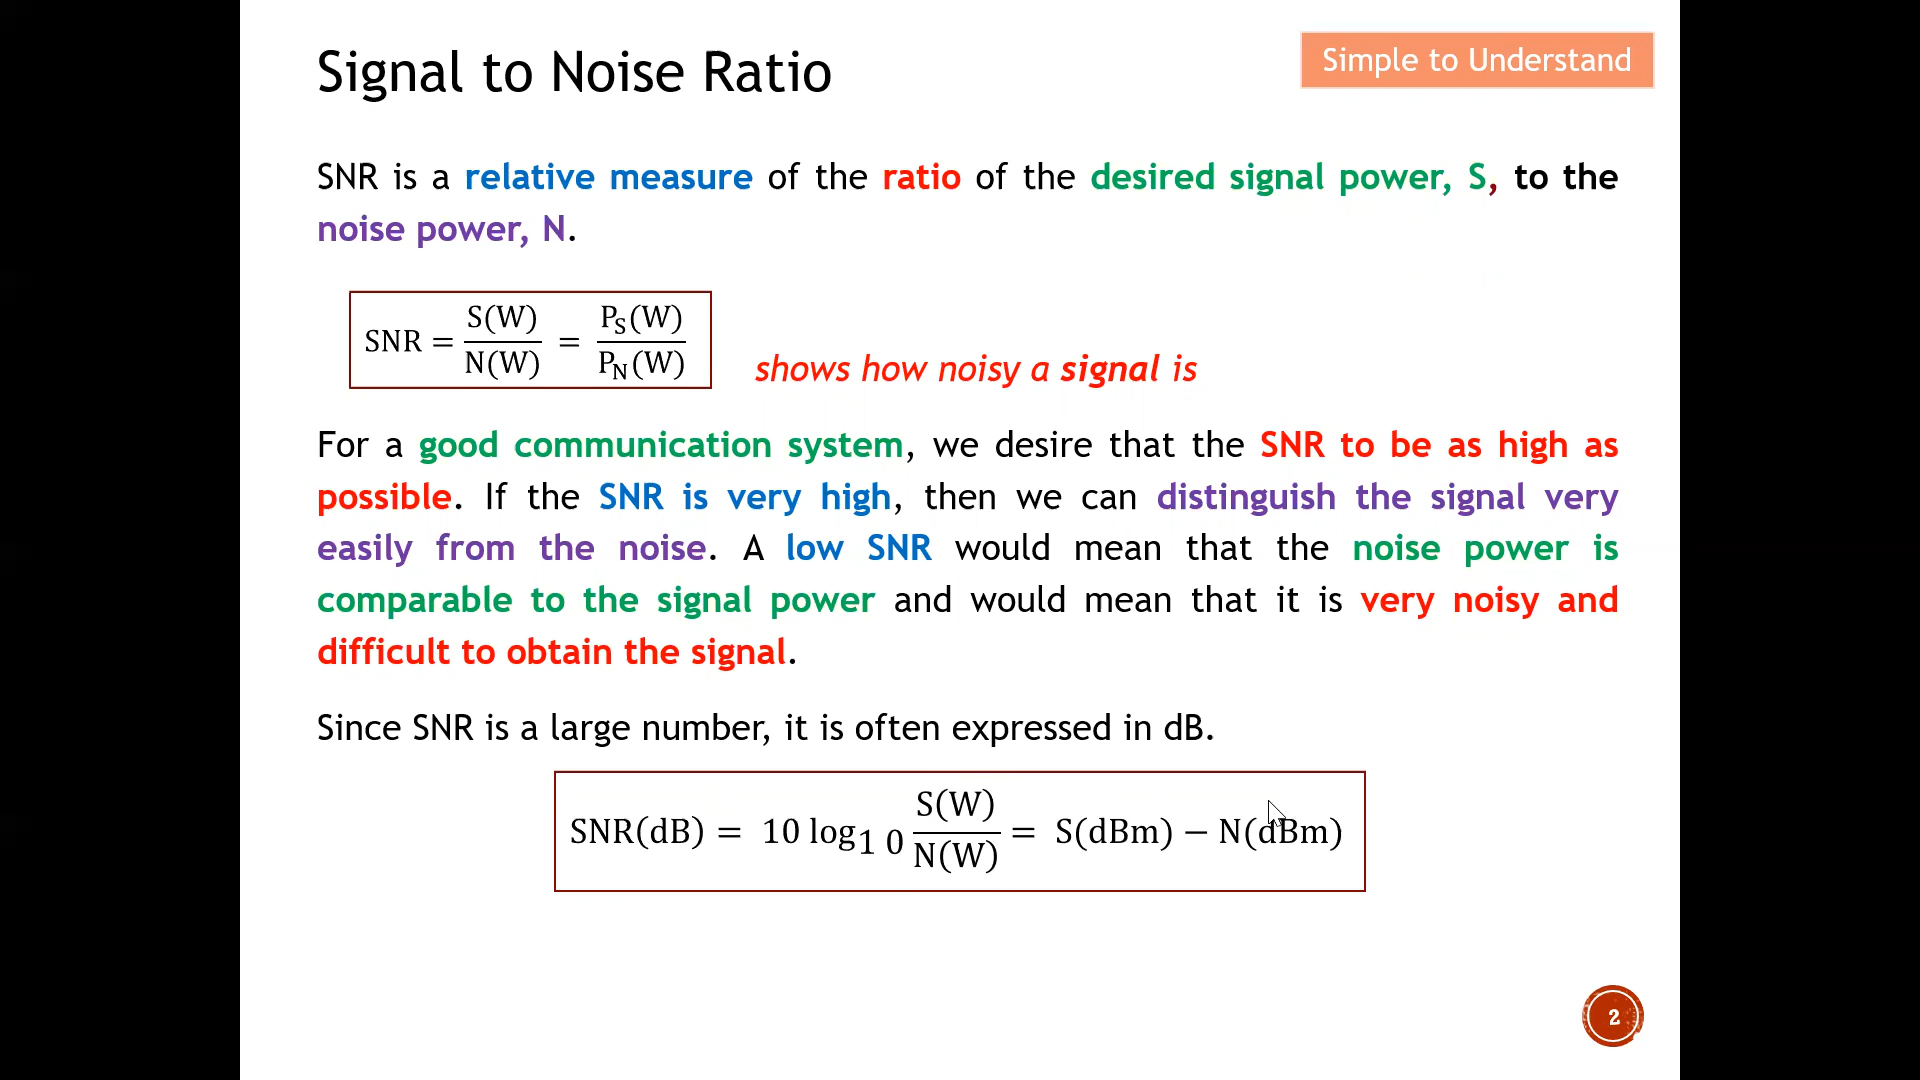 Signal to Noise Ratio
Simple to Understand
SNR is a relative measure of the ratio of the desired signal power, S, to the
noise power, N.
SNR = S(W)/N(W) = P_S(W)/P_N(W)
shows how noisy a signal is
For a good communication system, we desire that the SNR to be as high as
possible. If the SNR is very high, then we can distinguish the signal very
easily from the noise. A low SNR would mean that the noise power is
comparable to the signal power and would mean that it is very noisy and
difficult to obtain the signal.
Since SNR is a large number, it is often expressed in dB.
SNR(dB) = 10 log_1 0 S(W)/N(W) = S(dBm) − N(dBm)
2